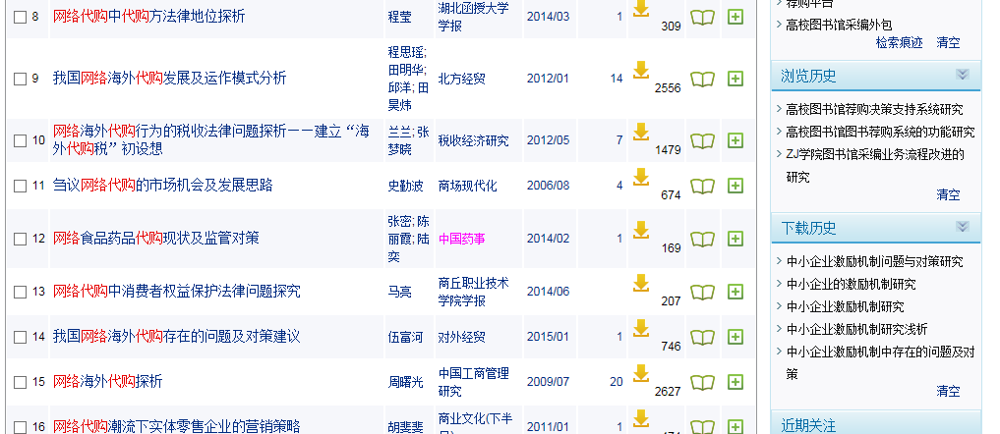 8 网络代购中代购方法律地位探析 程莹 湖北函授大学 2014/03 1 309
学报
9 我国网络海外代购发展及运作模式分析 程思瑶; 北方经贸 2012/01 14 2556
田明华;
邱洋; 田
昊炜
10 网络海外代购行为的税收法律问题探析——建立“海 兰兰; 张 税收经济研究 2012/05 7 1479
外代购税”初设想 梦晓
11 刍议网络代购的市场机会及发展思路 史勤波 商场现代化 2006/08 4 674
12 网络食品药品代购现状及监管对策 张密; 陈 中国药事 2014/02 1 169
丽霞; 陆
奕
13 网络代购中消费者权益保护法律问题探究 马亮 商丘职业技术 2014/06 207
学院学报
14 我国网络海外代购存在的问题及对策建议 伍富河 对外经贸 2015/01 1 746
15 网络海外代购探析 周曙光 中国工商管理 2009/07 20 2627
研究
16 网络代购潮流下实体零售企业的营销策略 胡斐斐 商业文化(下半 2011/01 1
荐购平台
高校图书馆采编外包
检索痕迹 清空
浏览历史
高校图书馆荐购决策支持系统研究
高校图书馆图书荐购系统的功能研究
ZJ学院图书馆采编业务流程改进的
研究
清空
下载历史
中小企业激励机制问题与对策研究
中小企业的激励机制研究
中小企业激励机制研究
中小企业激励机制研究浅析
中小企业激励机制中存在的问题及对
策
清空
近期关注